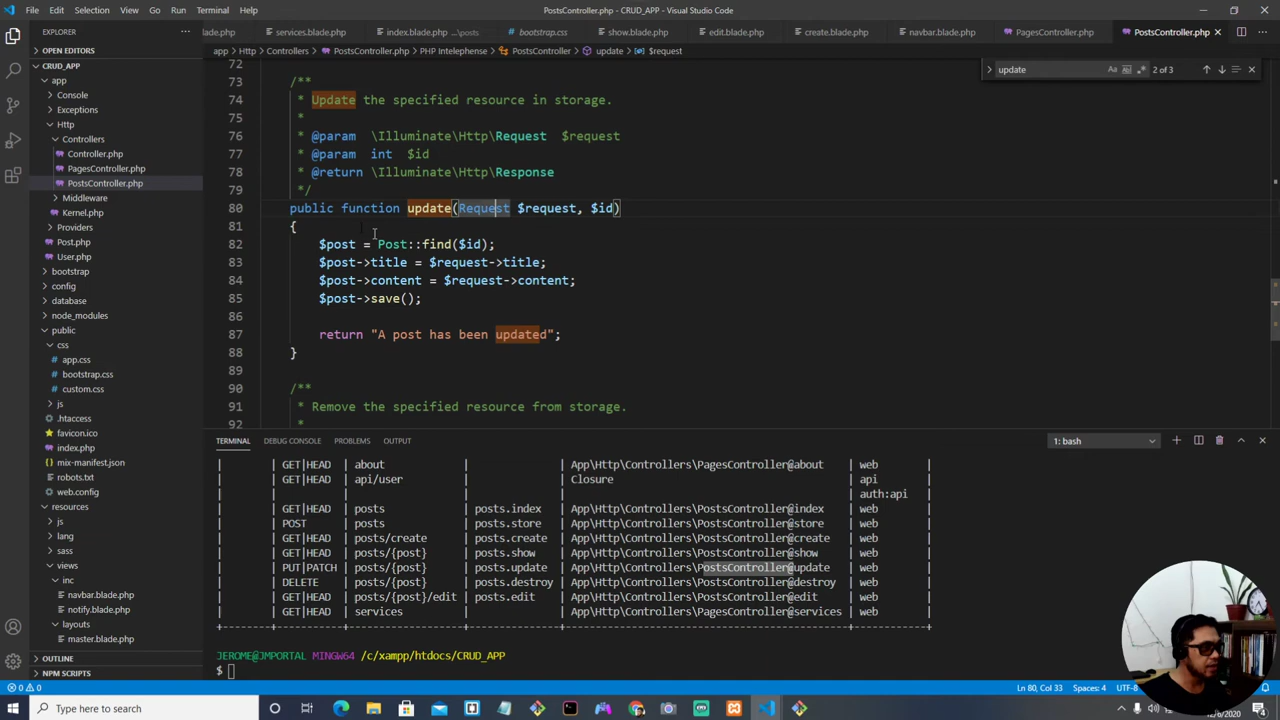 File Edit Selection View Go Run Terminal Help
PostsController.php - CRUD_APP - Visual Studio Code
EXPLORER
OPEN EDITORS
CRUD_APP
app
Console
Exceptions
Http
Controllers
Controller.php
PagesController.php
PostsController.php
Middleware
Kernel.php
Providers
Post.php
User.php
bootstrap
config
database
node_modules
public
css
app.css
bootstrap.css
custom.css
js
.htaccess
favicon.ico
index.php
mix-manifest.json
robots.txt
web.config
resources
js
lang
sass
views
inc
navbar.blade.php
notify.blade.php
layouts
master.blade.php
OUTLINE
NPM SCRIPTS
lade.php services.blade.php index.blade.php ...\posts bootstrap.css show.blade.php edit.blade.php create.blade.php navbar.blade.php PagesController.php PostsController.php
app > Http > Controllers > PostsController.php > PHP Intelephense > PostsController > update > $request
update Aa 2 of 3
72
73 /**
74 * Update the specified resource in storage.
75 *
76 * @param \Illuminate\Http\Request $request
77 * @param int $id
78 * @return \Illuminate\Http\Response
79 */
80 public function update(Request $request, $id)
81 {
82 $post = Post::find($id);
83 $post->title = $request->title;
84 $post->content = $request->content;
85 $post->save();
86
87 return "A post has been updated";
88 }
89
90 /**
91 * Remove the specified resource from storage.
92 *
TERMINAL DEBUG CONSOLE PROBLEMS OUTPUT 1: bash
| | GET|HEAD | about | | App\Http\Controllers\PagesController@about | web |
| | GET|HEAD | api/user | | Closure | api |
| | | | | | auth:api |
| | GET|HEAD | posts | posts.index | App\Http\Controllers\PostsController@index | web |
| | POST | posts | posts.store | App\Http\Controllers\PostsController@store | web |
| | GET|HEAD | posts/create | posts.create | App\Http\Controllers\PostsController@create | web |
| | GET|HEAD | posts/{post} | posts.show | App\Http\Controllers\PostsController@show | web |
| | PUT|PATCH | posts/{post} | posts.update | App\Http\Controllers\PostsController@update | web |
| | DELETE | posts/{post} | posts.destroy | App\Http\Controllers\PostsController@destroy | web |
| | GET|HEAD | posts/{post}/edit | posts.edit | App\Http\Controllers\PostsController@edit | web |
| | GET|HEAD | services | | App\Http\Controllers\PagesController@services | web |
+--------+-----------+-------------------+---------------+------------------------------------------------+----------+
JEROME@JMPORTAL MINGW64 /c/xampp/htdocs/CRUD_APP
$
0 0 Ln 80, Col 33 Spaces: 4 UTF-8
Type here to search